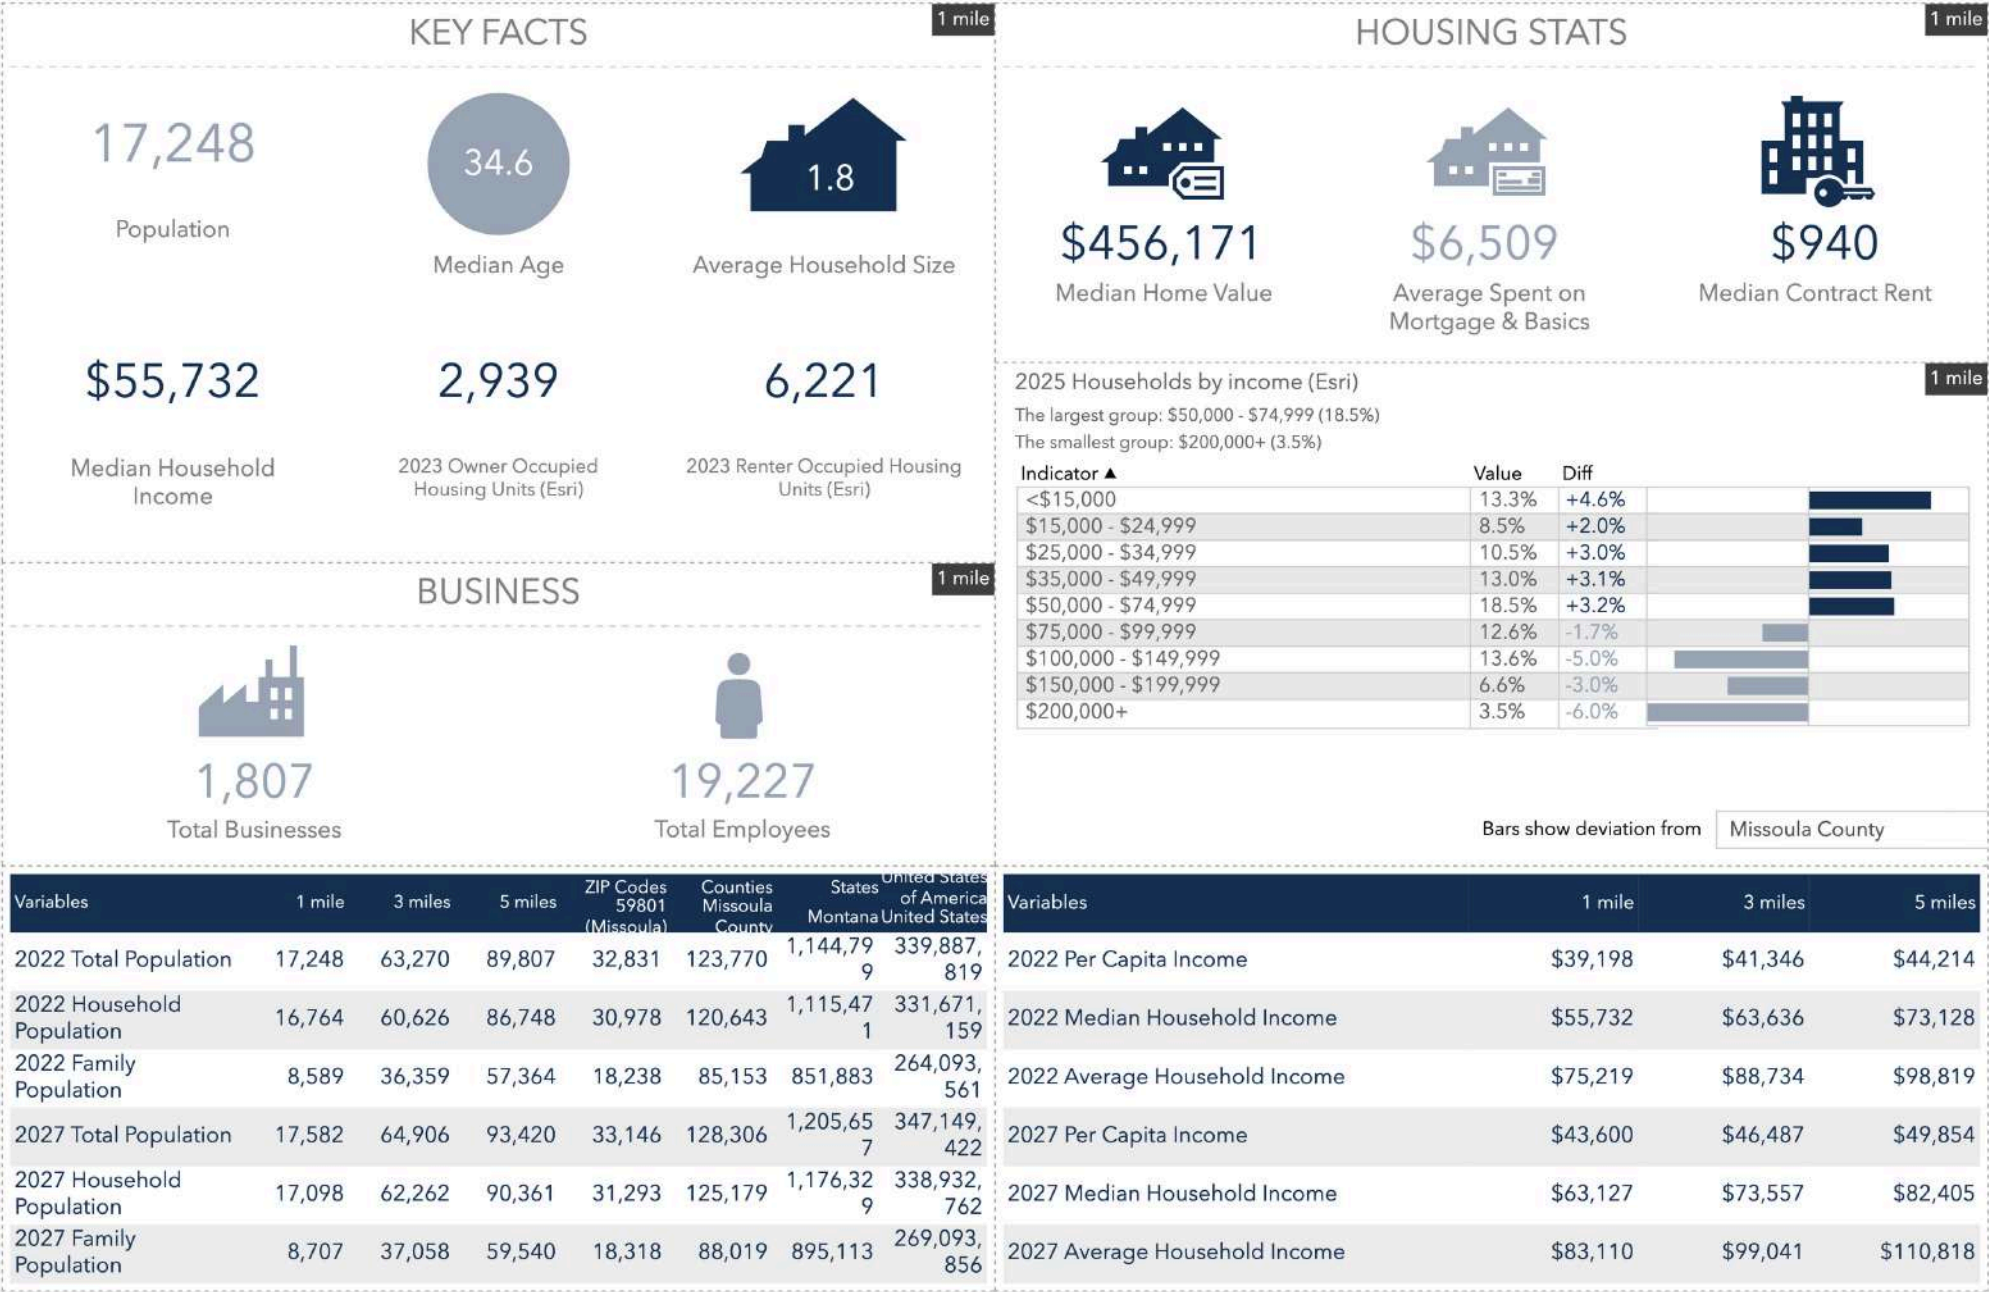 KEY FACTS
1 mile
17,248
Population
34.6
Median Age
1.8
Average Household Size
$55,732
Median Household
Income
2,939
2023 Owner Occupied
Housing Units (Esri)
6,221
2023 Renter Occupied Housing
Units (Esri)
BUSINESS
1 mile
1,807
Total Businesses
19,227
Total Employees
HOUSING STATS
1 mile
$456,171
Median Home Value
$6,509
Average Spent on
Mortgage & Basics
$940
Median Contract Rent
2025 Households by income (Esri)
1 mile
The largest group: $50,000 - $74,999 (18.5%)
The smallest group: $200,000+ (3.5%)
Indicator ▲ Value Diff
<$15,000 13.3% +4.6%
$15,000 - $24,999 8.5% +2.0%
$25,000 - $34,999 10.5% +3.0%
$35,000 - $49,999 13.0% +3.1%
$50,000 - $74,999 18.5% +3.2%
$75,000 - $99,999 12.6% -1.7%
$100,000 - $149,999 13.6% -5.0%
$150,000 - $199,999 6.6% -3.0%
$200,000+ 3.5% -6.0%
Bars show deviation from Missoula County
Variables 1 mile 3 miles 5 miles
ZIP Codes
59801
(Missoula)
Counties
Missoula
County
States
Montana
United States
of America
United States
2022 Total Population 17,248 63,270 89,807 32,831 123,770 1,144,79 339,887,
9 819
2022 Household
Population 16,764 60,626 86,748 30,978 120,643 1,115,47 331,671,
1 159
2022 Family
Population 8,589 36,359 57,364 18,238 85,153 851,883 264,093,
561
2027 Total Population 17,582 64,906 93,420 33,146 128,306 1,205,65 347,149,
7 422
2027 Household
Population 17,098 62,262 90,361 31,293 125,179 1,176,32 338,932,
9 762
2027 Family
Population 8,707 37,058 59,540 18,318 88,019 895,113 269,093,
856
Variables 1 mile 3 miles 5 miles
2022 Per Capita Income $39,198 $41,346 $44,214
2022 Median Household Income $55,732 $63,636 $73,128
2022 Average Household Income $75,219 $88,734 $98,819
2027 Per Capita Income $43,600 $46,487 $49,854
2027 Median Household Income $63,127 $73,557 $82,405
2027 Average Household Income $83,110 $99,041 $110,818